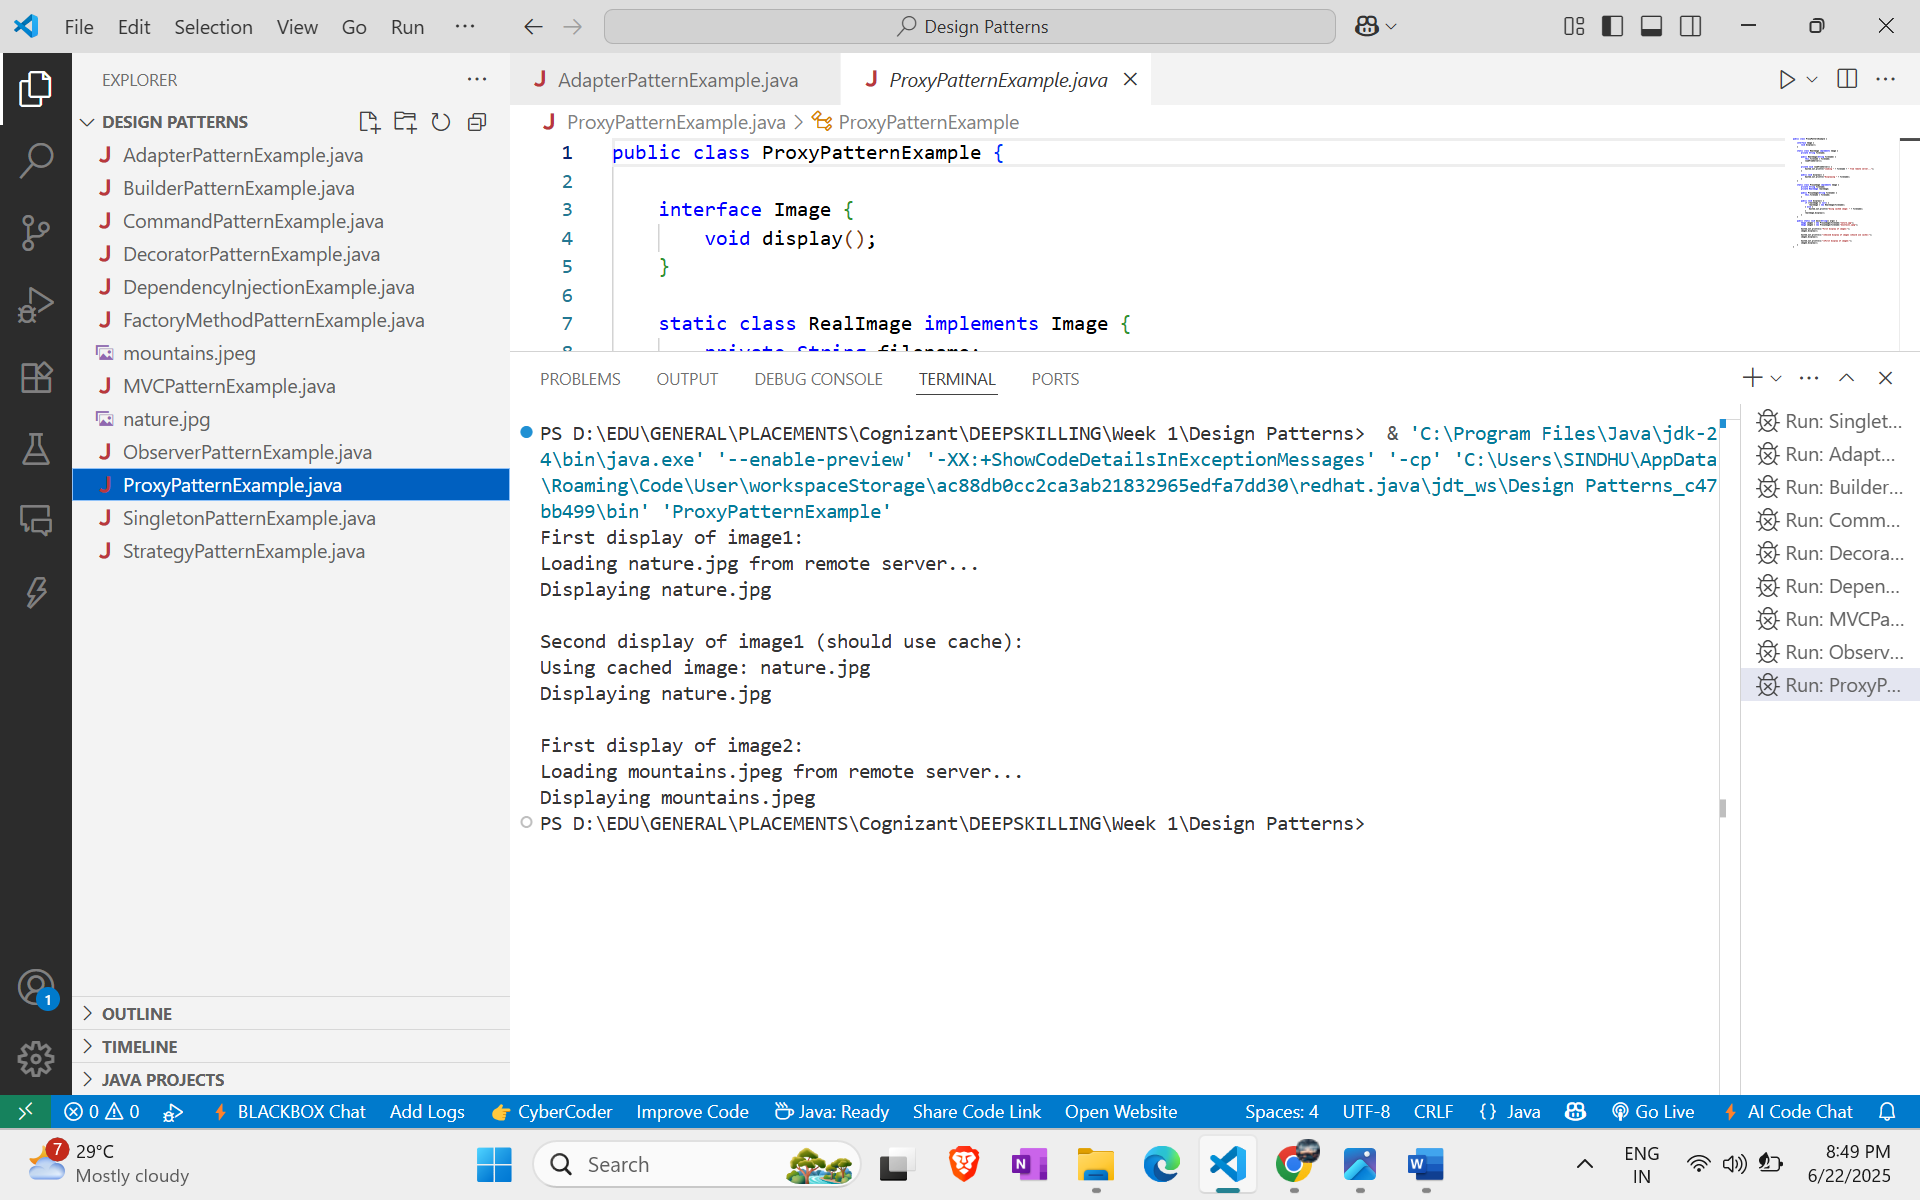 File Edit Selection View Go Run ···
Design Patterns
EXPLORER
DESIGN PATTERNS
AdapterPatternExample.java
BuilderPatternExample.java
CommandPatternExample.java
DecoratorPatternExample.java
DependencyInjectionExample.java
FactoryMethodPatternExample.java
mountains.jpeg
MVCPatternExample.java
nature.jpg
ObserverPatternExample.java
ProxyPatternExample.java
SingletonPatternExample.java
StrategyPatternExample.java
OUTLINE
TIMELINE
JAVA PROJECTS
1
AdapterPatternExample.java
ProxyPatternExample.java
ProxyPatternExample.java > ProxyPatternExample
1 public class ProxyPatternExample {
2
3 interface Image {
4 void display();
5 }
6
7 static class RealImage implements Image {
8 private String filename;
PROBLEMS OUTPUT DEBUG CONSOLE TERMINAL PORTS
PS D:\EDU\GENERAL\PLACEMENTS\Cognizant\DEEPSKILLING\Week 1\Design Patterns>  & 'C:\Program Files\Java\jdk-2
4\bin\java.exe' '--enable-preview' '-XX:+ShowCodeDetailsInExceptionMessages' '-cp' 'C:\Users\SINDHU\AppData
\Roaming\Code\User\workspaceStorage\ac88db0cc2ca3ab21832965edfa7dd30\redhat.java\jdt_ws\Design Patterns_c47
bb499\bin' 'ProxyPatternExample'
First display of image1:
Loading nature.jpg from remote server...
Displaying nature.jpg
Second display of image1 (should use cache):
Using cached image: nature.jpg
Displaying nature.jpg
First display of image2:
Loading mountains.jpeg from remote server...
Displaying mountains.jpeg
PS D:\EDU\GENERAL\PLACEMENTS\Cognizant\DEEPSKILLING\Week 1\Design Patterns>
Run: Singlet...
Run: Adapt...
Run: Builder...
Run: Comm...
Run: Decora...
Run: Depen...
Run: MVCPa...
Run: Observ...
Run: ProxyP...
0 0 BLACKBOX Chat Add Logs CyberCoder Improve Code Java: Ready Share Code Link Open Website Spaces: 4 UTF-8 CRLF {} Java Go Live AI Code Chat
7
29°C
Mostly cloudy
Search
ENG
IN
8:49 PM
6/22/2025